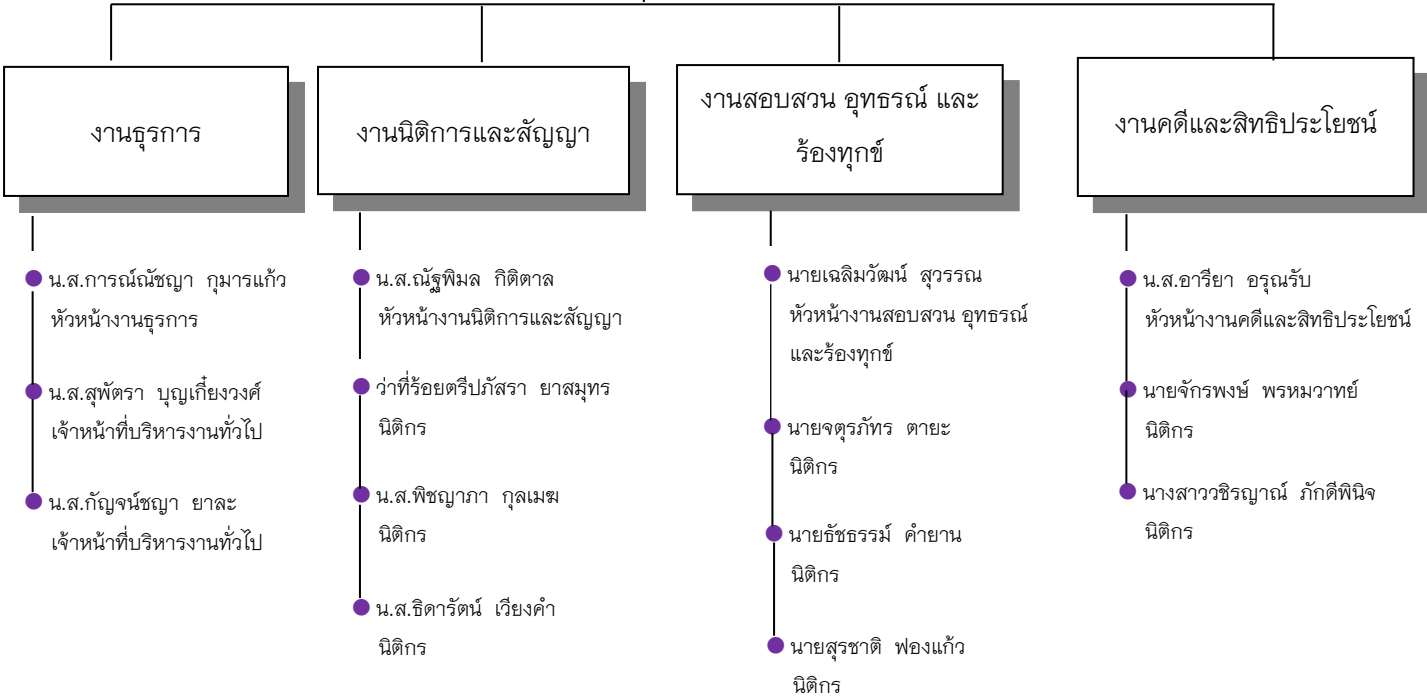 งานธุรการ
น.ส.การณ์ณัชญา กุมารแก้ว
หัวหน้างานธุรการ
น.ส.สุพัตรา บุญเกี๋ยงวงศ์
เจ้าหน้าที่บริหารงานทั่วไป
น.ส.กัญจน์ชญา ยาละ
เจ้าหน้าที่บริหารงานทั่วไป
งานนิติการและสัญญา
น.ส.ณัฐพิมล กิติตาล
หัวหน้างานนิติการและสัญญา
ว่าที่ร้อยตรีปภัสรา ยาสมุทร
นิติกร
น.ส.พิชญาภา กุลเมฆ
นิติกร
น.ส.ธิดารัตน์ เวียงคำ
นิติกร
งานสอบสวน อุทธรณ์ และ
ร้องทุกข์
นายเฉลิมวัฒน์ สุวรรณ
หัวหน้างานสอบสวน อุทธรณ์
และร้องทุกข์
นายจตุรภัทร ตายะ
นิติกร
นายธัชธรรม์ คำยาน
นิติกร
นายสุรชาติ ฟองแก้ว
นิติกร
งานคดีและสิทธิประโยชน์
น.ส.อารียา อรุณรับ
หัวหน้างานคดีและสิทธิประโยชน์
นายจักรพงษ์ พรหมวาทย์
นิติกร
นางสาววชิรญาณ์ ภักดีพินิจ
นิติกร